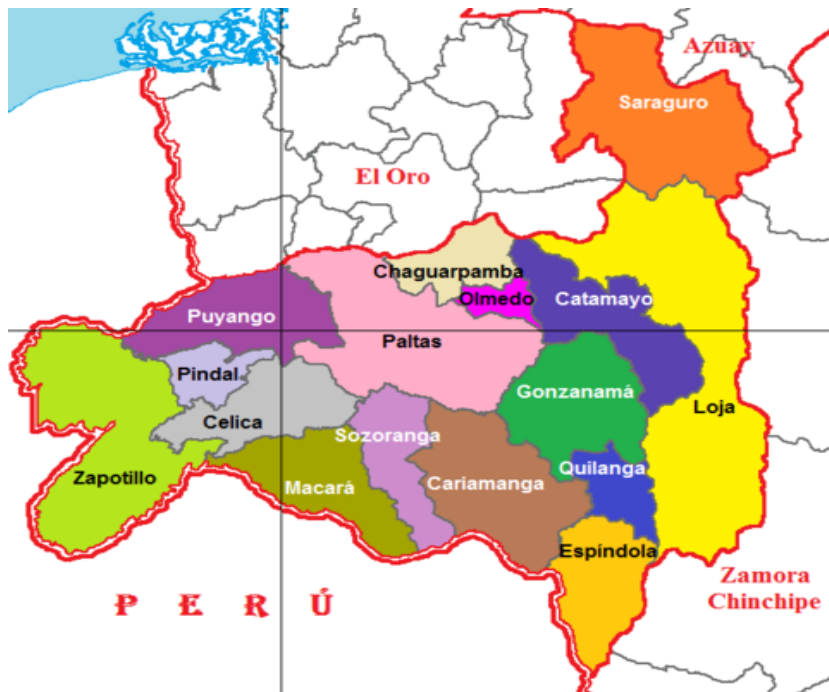 Azuay
Saraguro
El Oro
Chaguarpamba
Olmedo
Catamayo
Puyango
Paltas
Pindal
Gonzanamá
Loja
Celica
Sozoranga
Zapotillo
Quilanga
Macará
Cariamanga
Espíndola
Zamora
Chinchipe
P E R Ú